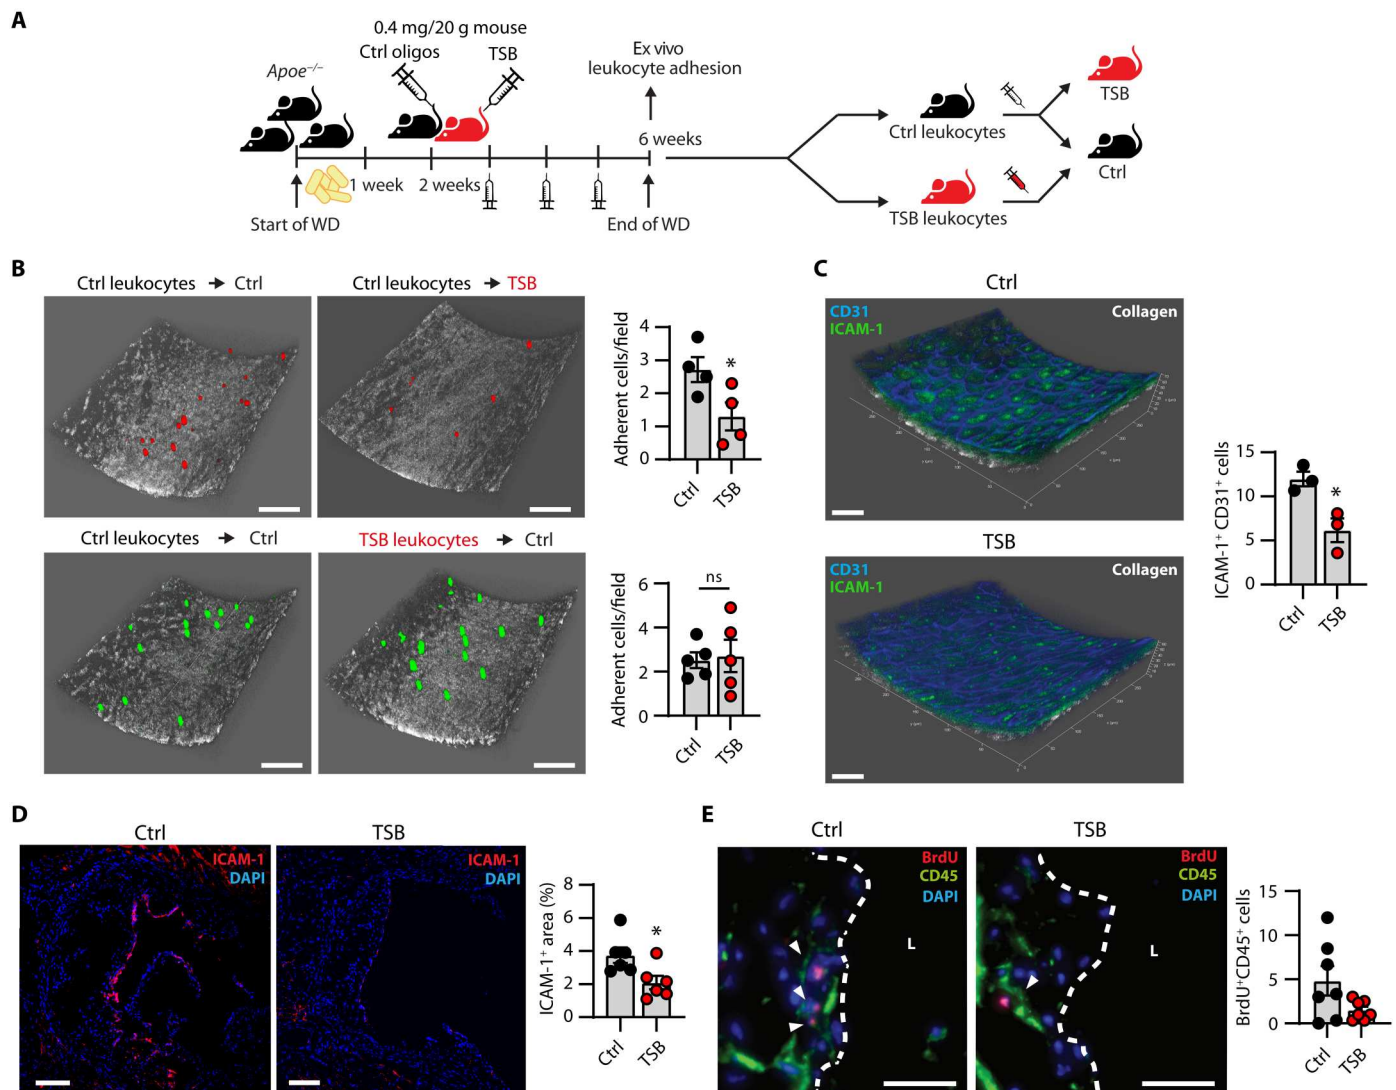 A
0.4 mg/20 g mouse
Ctrl oligos
TSB
Apoe−/−
Ex vivo
leukocyte adhesion
6 weeks
1 week
2 weeks
Start of WD
End of WD
Ctrl leukocytes
TSB leukocytes
TSB
Ctrl
B
Ctrl leukocytes → Ctrl
Ctrl leukocytes → TSB
Adherent cells/field
4
3
2
1
0
*
Ctrl
TSB
Ctrl leukocytes → Ctrl
TSB leukocytes → Ctrl
Adherent cells/field
6
4
2
0
ns
Ctrl
TSB
C
Ctrl
CD31
ICAM-1
Collagen
TSB
CD31
ICAM-1
Collagen
ICAM-1+ CD31+ cells
15
10
5
0
*
Ctrl
TSB
D
Ctrl
ICAM-1
DAPI
TSB
ICAM-1
DAPI
ICAM-1+ area (%)
8
6
4
2
0
*
Ctrl
TSB
E
Ctrl
BrdU
CD45
DAPI
L
TSB
BrdU
CD45
DAPI
L
BrdU+CD45+ cells
15
10
5
0
Ctrl
TSB